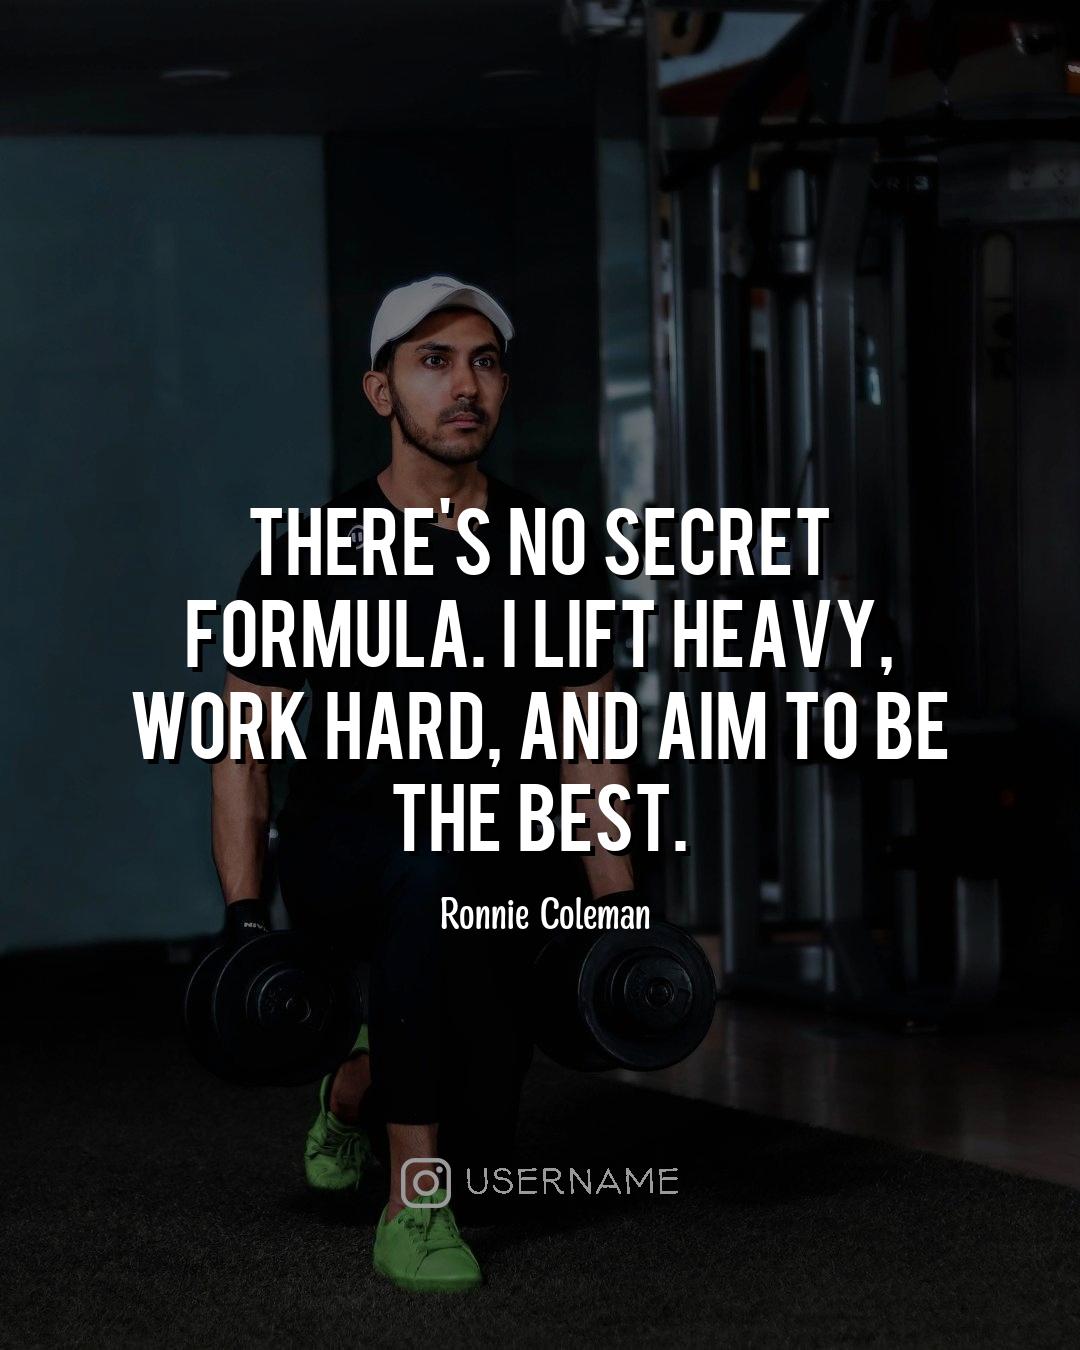 THERE'S NO SECRET
FORMULA. I LIFT HEAVY,
WORK HARD, AND AIM TO BE
THE BEST.
Ronnie Coleman
USERNAME